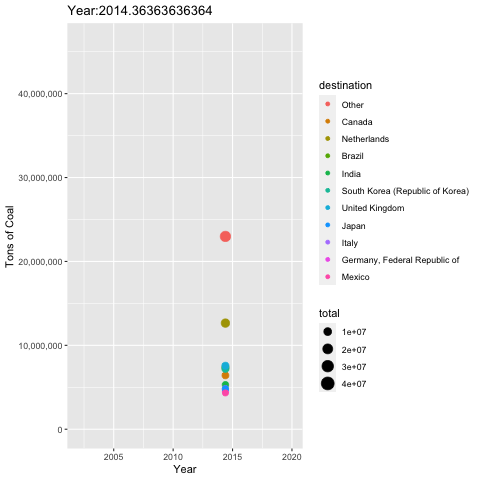 Year:2014.36363636364
Tons of Coal
40,000,000
30,000,000
20,000,000
10,000,000
0
2005
2010
2015
2020
Year
destination
Other
Canada
Netherlands
Brazil
India
South Korea (Republic of Korea)
United Kingdom
Japan
Italy
Germany, Federal Republic of
Mexico
total
1e+07
2e+07
3e+07
4e+07